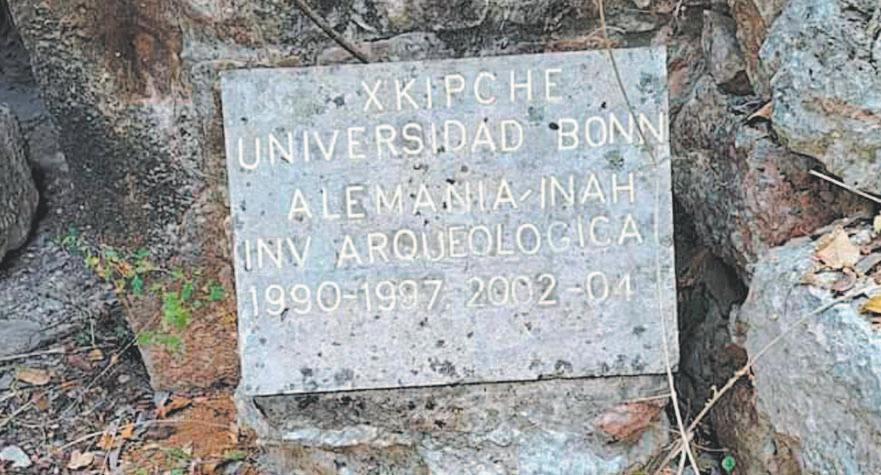 XKIPCHE
UNIVERSIDAD BONN
ALEMANIA-INAH
INV ARQUEOLOGICA
1990-1997, 2002-04